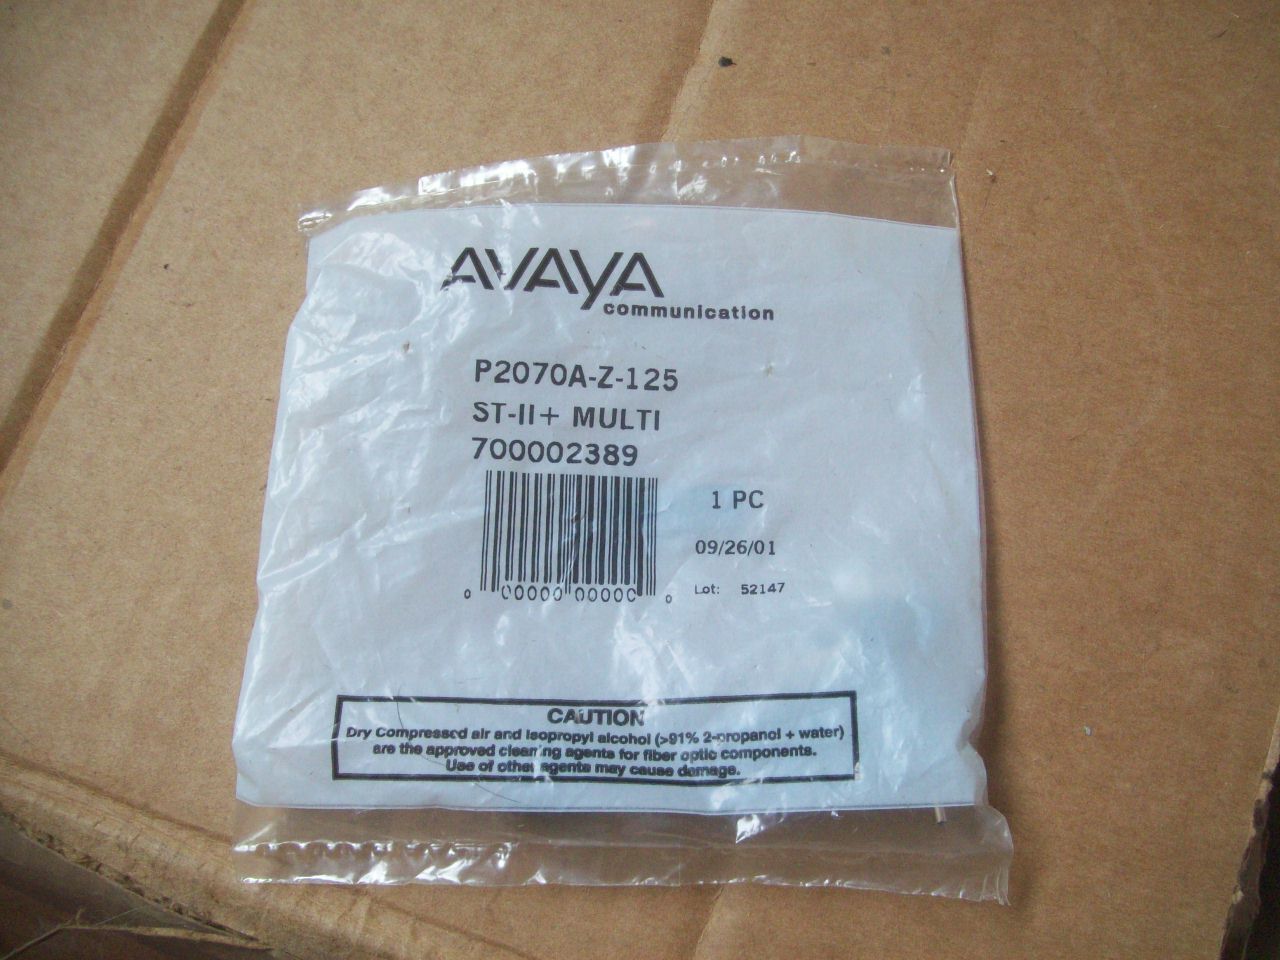 AVAYA
communication
P2070A-Z-125
ST-II+ MULTI
700002389
1 PC
09/26/01
Lot: 52147
0 00000 00000 0
CAUTION
Dry Compressed air and isopropyl alcohol (>91% 2-propanol + water)
are the approved cleaning agents for fiber optic components.
Use of other agents may cause damage.